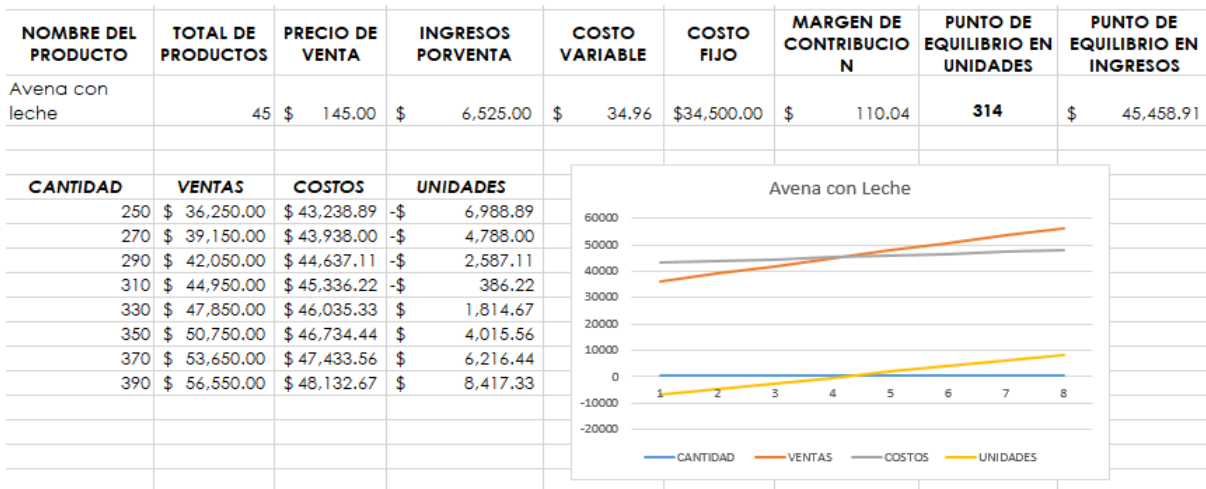 NOMBRE DEL PRODUCTO TOTAL DE PRODUCTOS PRECIO DE VENTA INGRESOS PORVENTA COSTO VARIABLE COSTO FIJO MARGEN DE CONTRIBUCIO N PUNTO DE EQUILIBRIO EN UNIDADES PUNTO DE EQUILIBRIO EN INGRESOS
Avena con leche 45 $ 145.00 $ 6,525.00 $ 34.96 $34,500.00 $ 110.04 314 $ 45,458.91
CANTIDAD VENTAS COSTOS UNIDADES
250 $ 36,250.00 $ 43,238.89 -$ 6,988.89
270 $ 39,150.00 $ 43,938.00 -$ 4,788.00
290 $ 42,050.00 $ 44,637.11 -$ 2,587.11
310 $ 44,950.00 $ 45,336.22 -$ 386.22
330 $ 47,850.00 $ 46,035.33 $ 1,814.67
350 $ 50,750.00 $ 46,734.44 $ 4,015.56
370 $ 53,650.00 $ 47,433.56 $ 6,216.44
390 $ 56,550.00 $ 48,132.67 $ 8,417.33
Avena con Leche
60000
50000
40000
30000
20000
10000
0
-10000
-20000
1 2 3 4 5 6 7 8
CANTIDAD VENTAS COSTOS UNIDADES